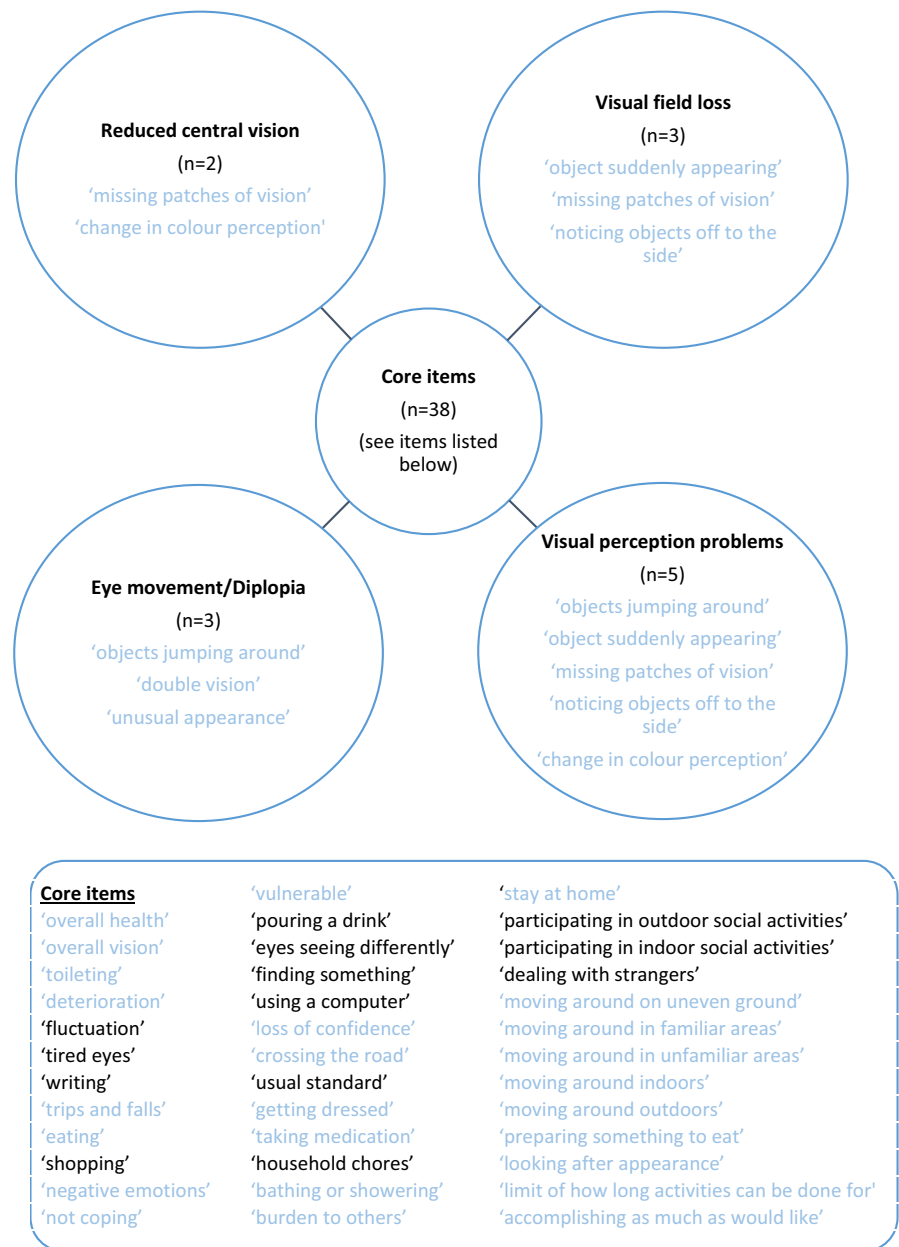 Reduced central vision
(n=2)
‘missing patches of vision’
‘change in colour perception'
Visual field loss
(n=3)
‘object suddenly appearing’
‘missing patches of vision’
‘noticing objects off to the
side’
Core items
(n=38)
(see items listed
below)
Eye movement/Diplopia
(n=3)
‘objects jumping around’
‘double vision’
‘unusual appearance’
Visual perception problems
(n=5)
‘objects jumping around’
‘object suddenly appearing’
‘missing patches of vision’
‘noticing objects off to the
side’
‘change in colour perception’
Core items
‘overall health’
‘overall vision’
‘toileting’
‘deterioration’
‘fluctuation’
‘tired eyes’
‘writing’
‘trips and falls’
‘eating’
‘shopping’
‘negative emotions’
‘not coping’
‘vulnerable’
‘pouring a drink’
‘eyes seeing differently’
‘finding something’
‘using a computer’
‘loss of confidence’
‘crossing the road’
‘usual standard’
‘getting dressed’
‘taking medication’
‘household chores’
‘bathing or showering’
‘burden to others’
‘stay at home’
‘participating in outdoor social activities’
‘participating in indoor social activities’
‘dealing with strangers’
‘moving around on uneven ground’
‘moving around in familiar areas’
‘moving around in unfamiliar areas’
‘moving around indoors’
‘moving around outdoors’
‘preparing something to eat’
‘looking after appearance’
‘limit of how long activities can be done for'
‘accomplishing as much as would like’